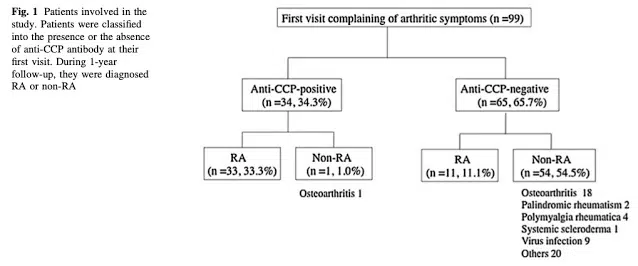 Fig. 1 Patients involved in the
study. Patients were classified
into the presence or the absence
of anti-CCP antibody at their
first visit. During 1-year
follow-up, they were diagnosed
RA or non-RA
First visit complaining of arthritic symptoms (n =99)
Anti-CCP-positive
(n =34, 34.3%)
Anti-CCP-negative
(n =65, 65.7%)
RA
(n =33, 33.3%)
Non-RA
(n =1, 1.0%)
RA
(n =11, 11.1%)
Non-RA
(n =54, 54.5%)
Osteoarthritis 1
Osteoarthritis 18
Palindromic rheumatism 2
Polymyalgia rheumatica 4
Systemic scleroderma 1
Virus infection 9
Others 20